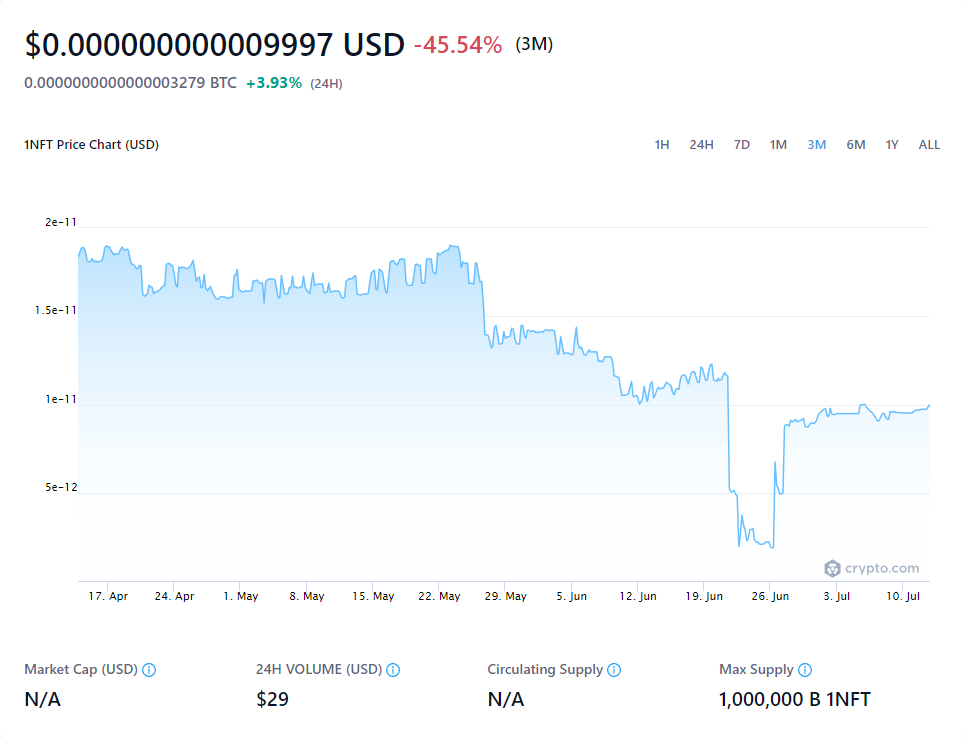 $0.000000000009997 USD -45.54% (3M)
0.0000000000000003279 BTC +3.93% (24H)
1NFT Price Chart (USD) 1H 24H 7D 1M 3M 6M 1Y ALL
2e-11
1.5e-11
1e-11
5e-12
crypto.com
17. Apr 24. Apr 1. May 8. May 15. May 22. May 29. May 5. Jun 12. Jun 19. Jun 26. Jun 3. Jul 10. Jul
Market Cap (USD) 24H VOLUME (USD) Circulating Supply Max Supply
N/A $29 N/A 1,000,000 B 1NFT